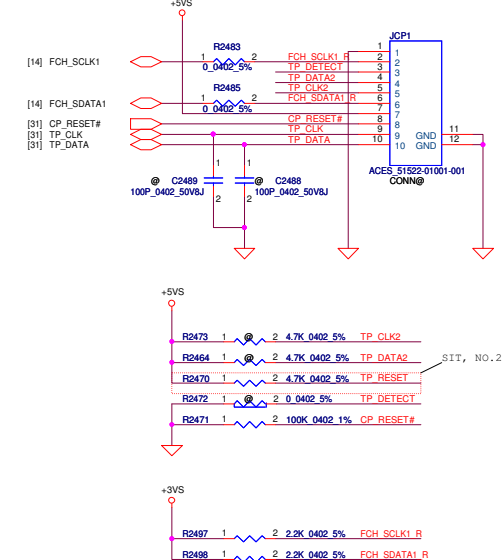 +5VS
JCP1
R2483
[14] FCH_SCLK1 1 2 FCH_SCLK1_R
0_0402_5%
TP_DETECT
TP_DATA2
R2485
TP_CLK2
[14] FCH_SDATA1 1 2 FCH_SDATA1_R
0_0402_5%
[31] CP_RESET# CP_RESET#
[31] TP_CLK TP_CLK
[31] TP_DATA TP_DATA
1 1
2 2
3 3
4 4
5 5
6 6
7 7
8 8
9 9
10 10
GND 11
GND 12
ACES_51522-01001-001
CONN@
1 1
@ C2489 @ C2488
100P_0402_50V8J 100P_0402_50V8J
2 2
+5VS
R2473 1 @ 2 4.7K_0402_5% TP_CLK2
R2464 1 @ 2 4.7K_0402_5% TP_DATA2
SIT, NO.2
R2470 1 @ 2 4.7K_0402_5% TP_RESET
R2472 1 @ 2 0_0402_5% TP_DETECT
R2471 1 2 100K_0402_1% CP_RESET#
+3VS
R2497 1 2 2.2K_0402_5% FCH_SCLK1_R
R2498 1 2 2.2K_0402_5% FCH_SDATA1_R